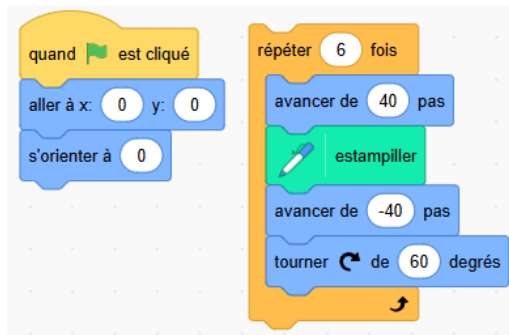 quand est cliqué
aller à x: 0 y: 0
s'orienter à 0
répéter 6 fois
avancer de 40 pas
estampiller
avancer de -40 pas
tourner de 60 degrés